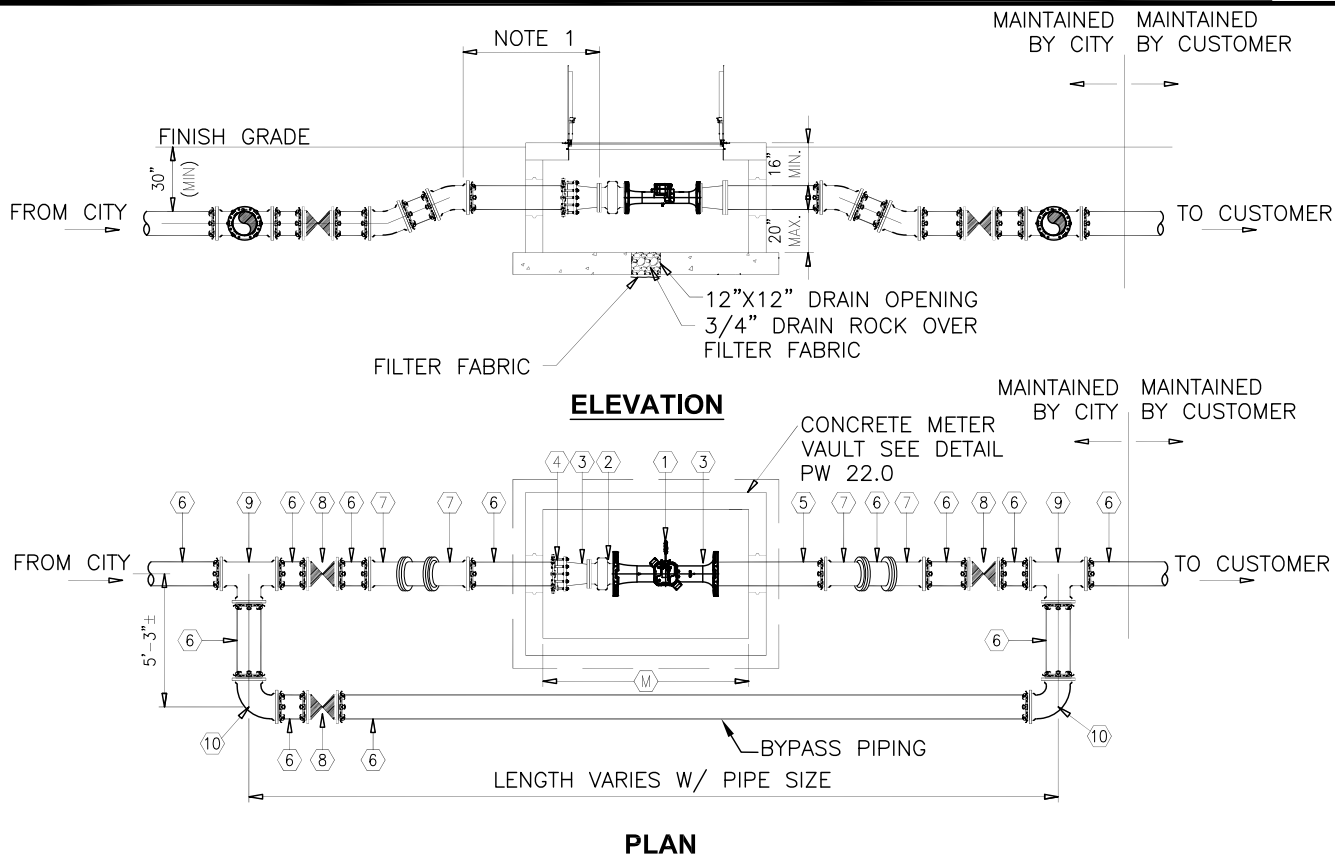 MAINTAINED BY CITY
MAINTAINED BY CUSTOMER
NOTE 1
FINISH GRADE
30" (MIN)
16" MIN.
FROM CITY
TO CUSTOMER
20" MAX.
12"X12" DRAIN OPENING
3/4" DRAIN ROCK OVER
FILTER FABRIC
FILTER FABRIC
ELEVATION
MAINTAINED BY CITY
MAINTAINED BY CUSTOMER
CONCRETE METER
VAULT SEE DETAIL
PW 22.0
4 3 2 1 3
6 9 6 8 6 7 7 6 5 7 6 7 6 8 6 9 6
FROM CITY
TO CUSTOMER
5'-3"±
6
6
M
10
6 8 6
10
BYPASS PIPING
LENGTH VARIES W/ PIPE SIZE
PLAN